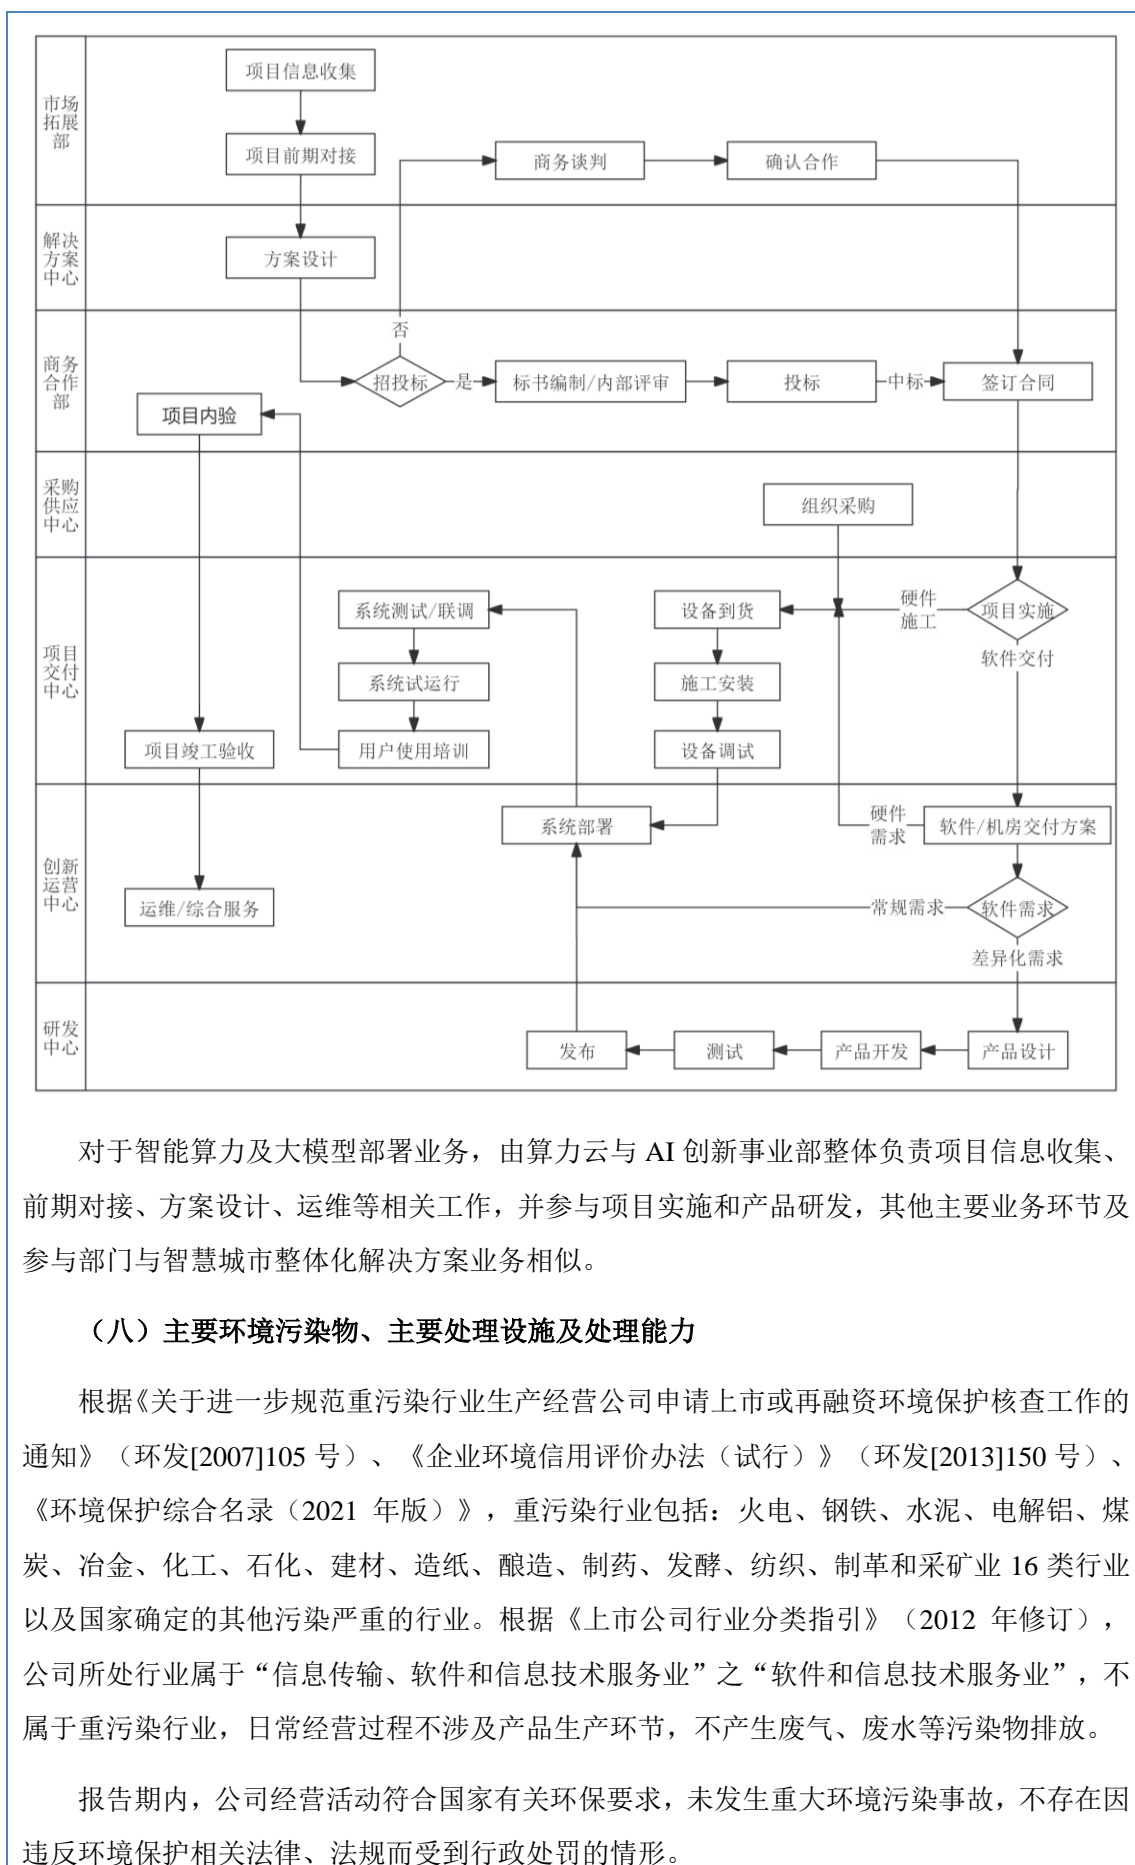 市场
拓展
部
项目信息收集
项目前期对接
商务谈判
确认合作
解决
方案
中心
方案设计
商务
合作
部
否
招投标
是
标书编制/内部评审
投标
中标
签订合同
项目内验
采购
供应
中心
组织采购
项目
交付
中心
系统测试/联调
设备到货
硬件
施工
项目实施
软件交付
系统试运行
施工安装
项目竣工验收
用户使用培训
设备调试
创新
运营
中心
系统部署
硬件
需求
软件/机房交付方案
运维/综合服务
常规需求
软件需求
差异化需求
研发
中心
发布
测试
产品开发
产品设计
对于智能算力及大模型部署业务，由算力云与 AI 创新事业部整体负责项目信息收集、
前期对接、方案设计、运维等相关工作，并参与项目实施和产品研发，其他主要业务环节及
参与部门与智慧城市整体化解决方案业务相似。
（八）主要环境污染物、主要处理设施及处理能力
根据《关于进一步规范重污染行业生产经营公司申请上市或再融资环境保护核查工作的
通知》（环发[2007]105 号）、《企业环境信用评价办法（试行）》（环发[2013]150 号）、
《环境保护综合名录（2021 年版）》，重污染行业包括：火电、钢铁、水泥、电解铝、煤
炭、冶金、化工、石化、建材、造纸、酿造、制药、发酵、纺织、制革和采矿业 16 类行业
以及国家确定的其他污染严重的行业。根据《上市公司行业分类指引》（2012 年修订），
公司所处行业属于“信息传输、软件和信息技术服务业”之“软件和信息技术服务业”，不
属于重污染行业，日常经营过程不涉及产品生产环节，不产生废气、废水等污染物排放。
报告期内，公司经营活动符合国家有关环保要求，未发生重大环境污染事故，不存在因
违反环境保护相关法律、法规而受到行政处罚的情形。